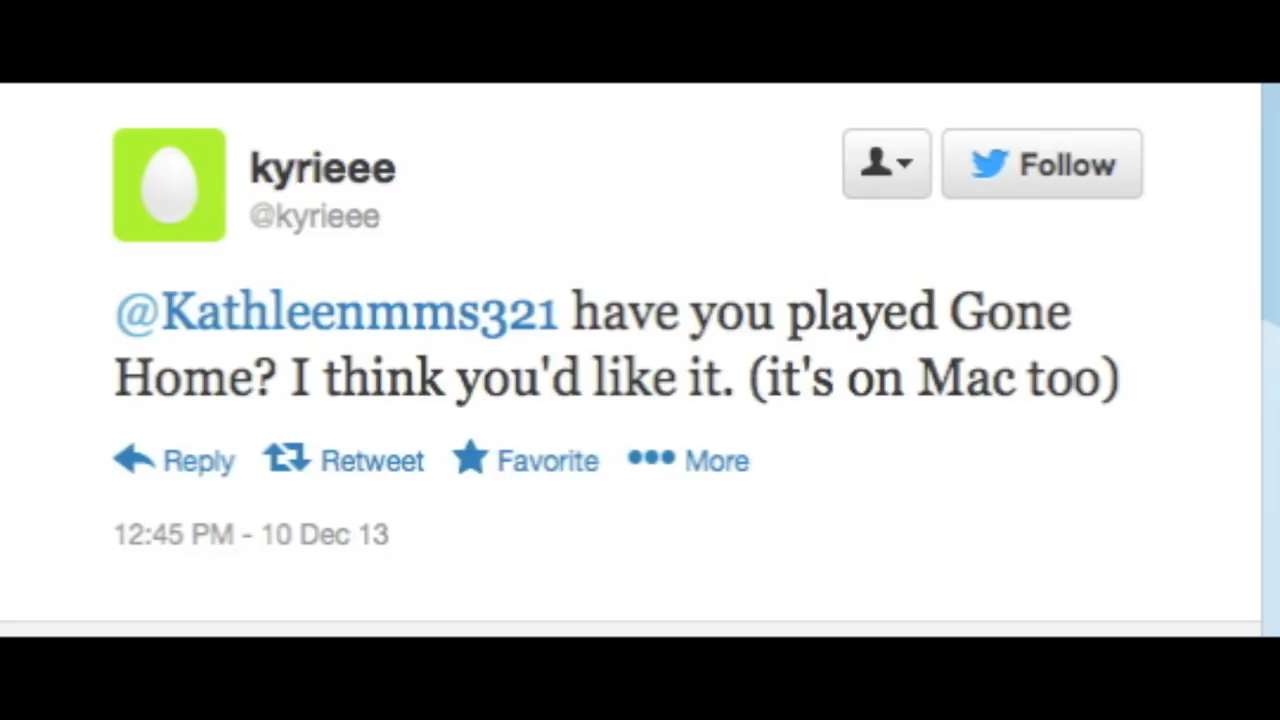 kyrieee
@kyrieee
Follow
@Kathleenmms321 have you played Gone
Home? I think you'd like it. (it's on Mac too)
Reply Retweet Favorite More
12:45 PM - 10 Dec 13